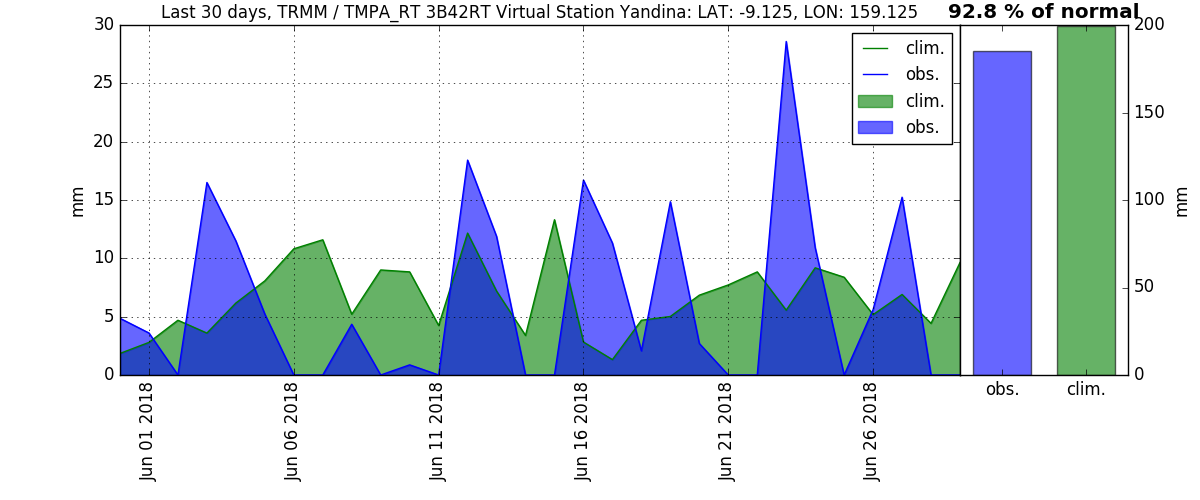 Last 30 days, TRMM / TMPA_RT 3B42RT Virtual Station Yandina: LAT: -9.125, LON: 159.125
92.8 % of normal
30
25
20
15
10
5
0
mm
clim.
obs.
clim.
obs.
Jun 01 2018
Jun 06 2018
Jun 11 2018
Jun 16 2018
Jun 21 2018
Jun 26 2018
200
150
100
50
0
mm
obs.
clim.